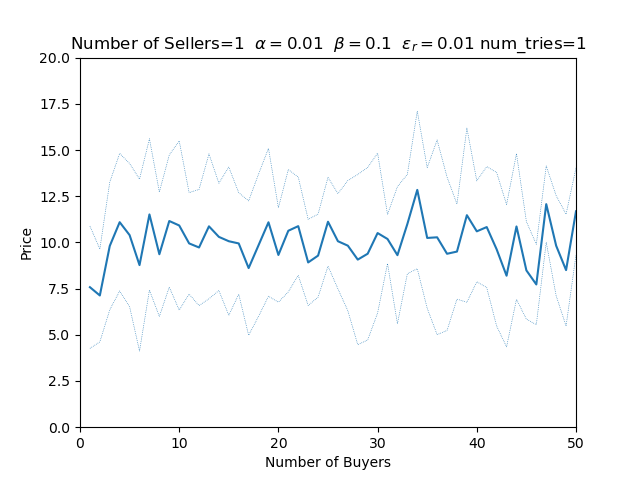 Number of Sellers=1 α = 0.01 β = 0.1 ε_r = 0.01 num_tries=1
20.0
17.5
15.0
12.5
10.0
7.5
5.0
2.5
0.0
Price
0 10 20 30 40 50
Number of Buyers